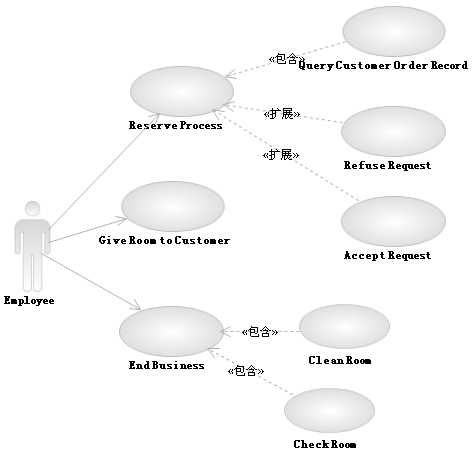 «包含»
Query Customer Order Record
«扩展»
Reserve Process
«扩展»
Refuse Request
Give Room to Customer
Accept Request
Employee
«包含»
End Business
Clean Room
«包含»
Check Room